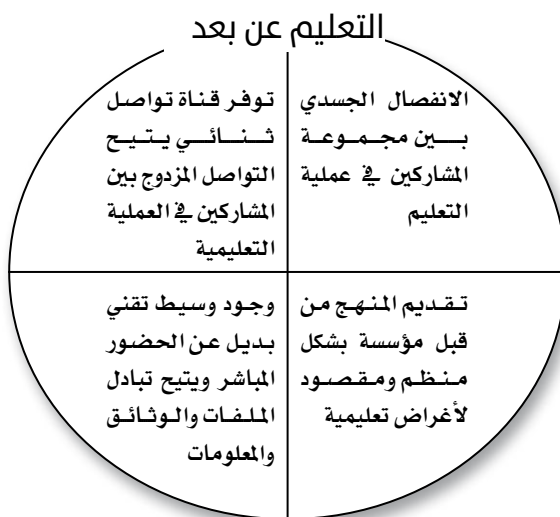 التعليم عن بعد
الانفصال الجسدي
بين مجموعة
المشاركين في عملية
التعليم
توفر قناة تواصل
ثنائي يتيح
التواصل المزدوج بين
المشاركين في العملية
التعليمية
تقديم المنهج من
قبل مؤسسة بشكل
منظم ومقصود
لأغراض تعليمية
وجود وسيط تقني
بديل عن الحضور
المباشر ويتيح تبادل
الملفات والوثائق
والمعلومات